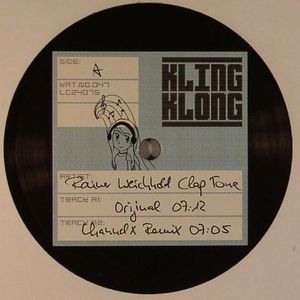 SIDE: A
KLING
KLONG
KAT.NO.047
LC24075
ARTIST: Rainer Weichhold Clap Tone
TRACK A1: Original 07:12
TRACK A2: ChannelX Remix 07:05